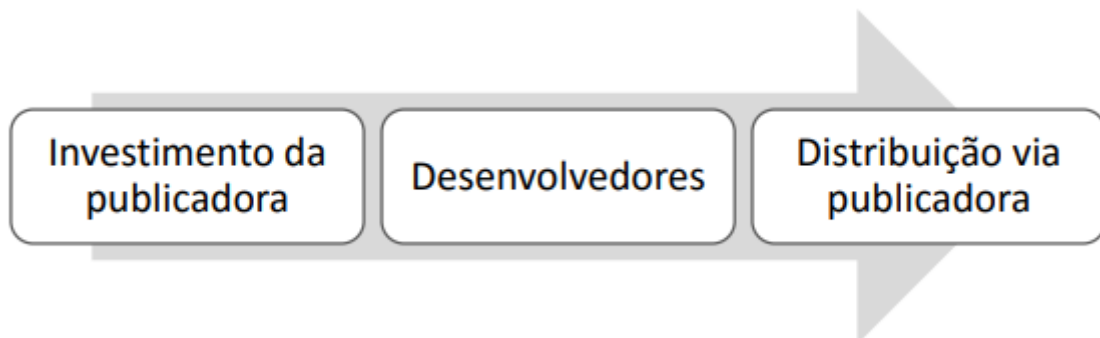 Investimento da
publicadora
Desenvolvedores
Distribuição via
publicadora